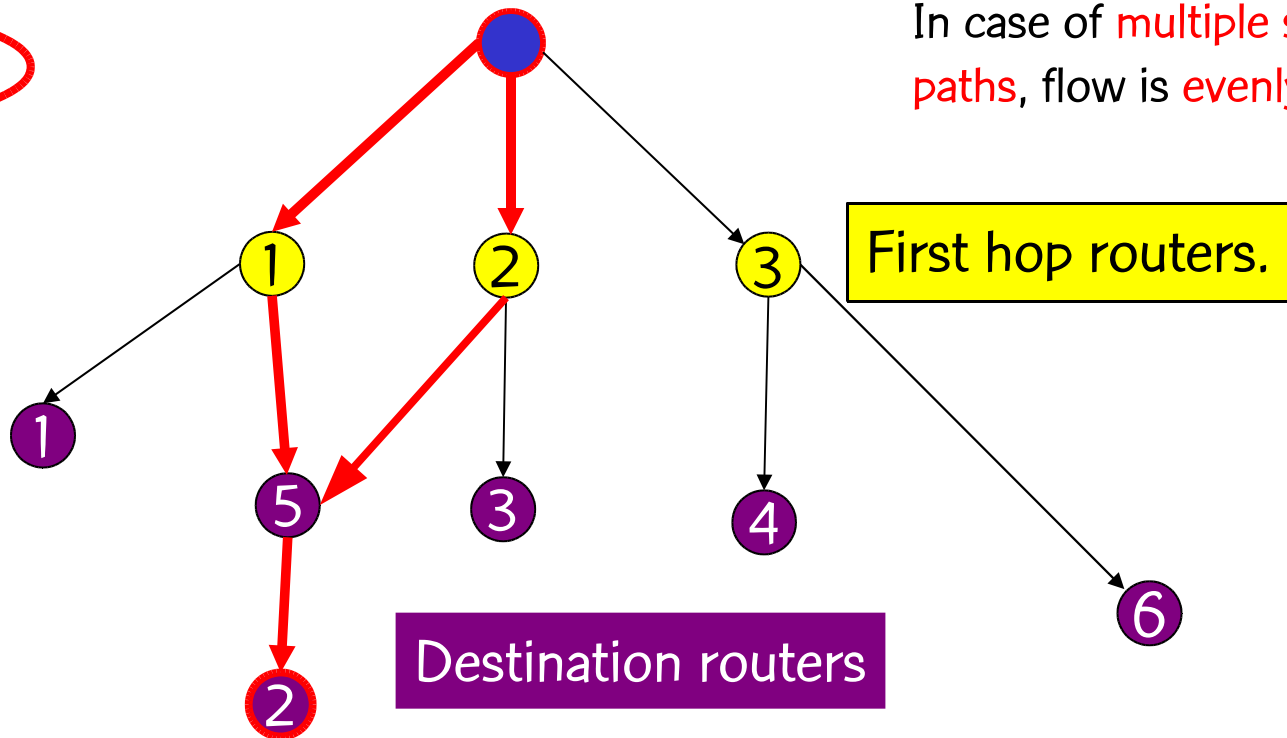 In case of multiple
paths, flow is evenly
1
2
3
First hop routers.
1
5
3
4
6
Destination routers
2